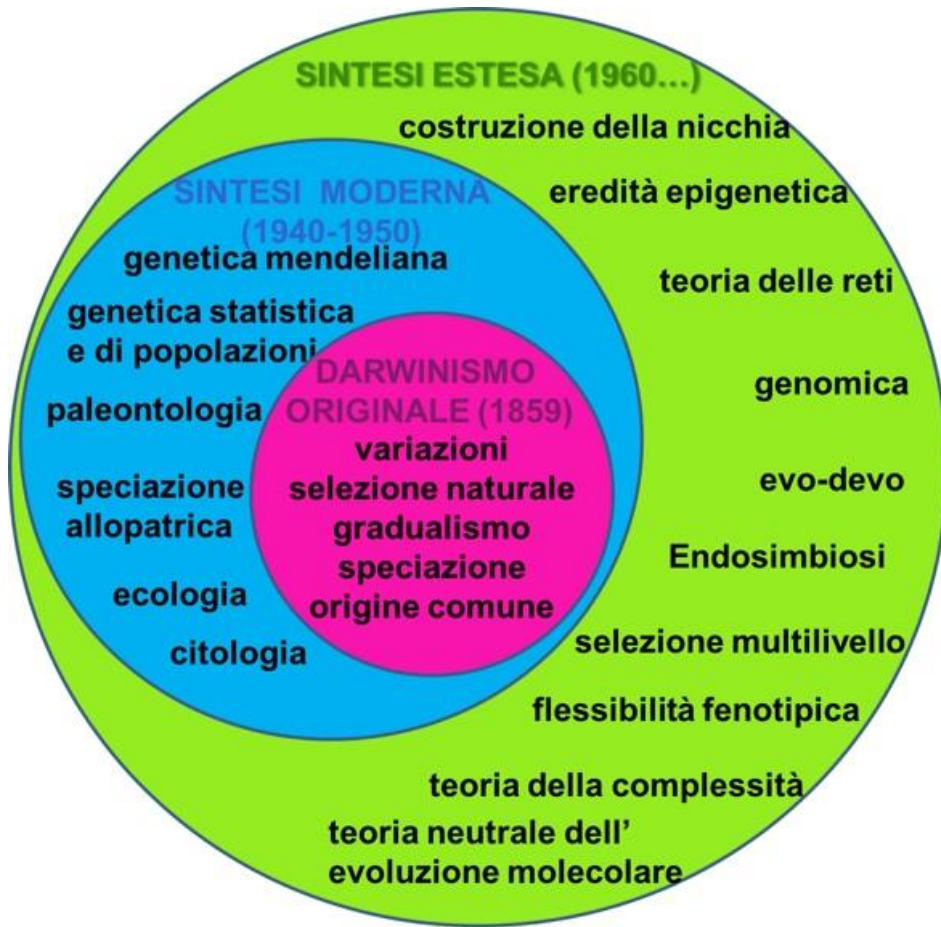 SINTESI ESTESA (1960...)
costruzione della nicchia
eredità epigenetica
teoria delle reti
genomica
evo-devo
Endosimbiosi
selezione multilivello
flessibilità fenotipica
teoria della complessità
teoria neutrale dell'
evoluzione molecolare
SINTESI MODERNA
(1940-1950)
genetica mendeliana
genetica statistica
e di popolazioni
paleontologia
speciazione
allopatrica
ecologia
citologia
DARWINISMO
ORIGINALE (1859)
variazioni
selezione naturale
gradualismo
speciazione
origine comune